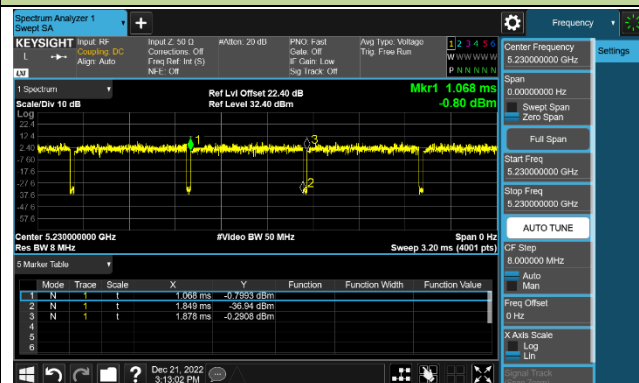 Spectrum Analyzer 1
Swept SA
Frequency
KEYSIGHT
L
LXI
Input: RF
Coupling: DC
Align: Auto
Input Z: 50 Ω
Corrections: Off
Freq Ref: Int (S)
NFE: Off
#Atten: 20 dB
PNO: Fast
Gate: Off
IF Gain: Low
Sig Track: Off
Avg Type: Voltage
Trig: Free Run
1 2 3 4 5 6
W W W W W W
P N N N N N
1 Spectrum
Scale/Div 10 dB
Ref Lvl Offset 22.40 dB
Ref Level 32.40 dBm
Mkr1 1.068 ms
-0.80 dBm
Log
22.4
12.4
2.40
-7.60
-17.6
-27.6
-37.6
-47.6
-57.6
1
3
2
Center 5.230000000 GHz
Res BW 8 MHz
#Video BW 50 MHz
Span 0 Hz
Sweep 3.20 ms (4001 pts)
5 Marker Table
Mode Trace Scale X Y Function Function Width Function Value
1 N 1 t 1.068 ms -0.7993 dBm
2 N 1 t 1.849 ms -36.94 dBm
3 N 1 t 1.878 ms -0.2908 dBm
4
5
6
Dec 21, 2022
3:13:02 PM
Center Frequency
5.230000000 GHz
Settings
Span
0.00000000 Hz
Swept Span
Zero Span
Full Span
Start Freq
5.230000000 GHz
Stop Freq
5.230000000 GHz
AUTO TUNE
CF Step
8.000000 MHz
Auto
Man
Freq Offset
0 Hz
X Axis Scale
Log
Lin
Signal Track